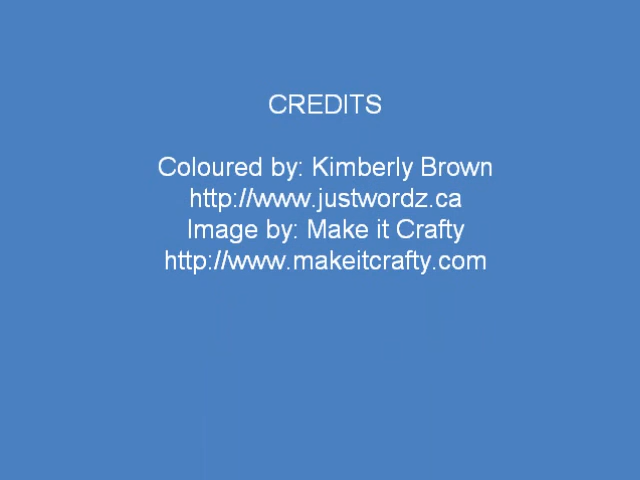 CREDITS
Coloured by: Kimberly Brown
http://www.justwordz.ca
Image by: Make it Crafty
http://www.makeitcrafty.com